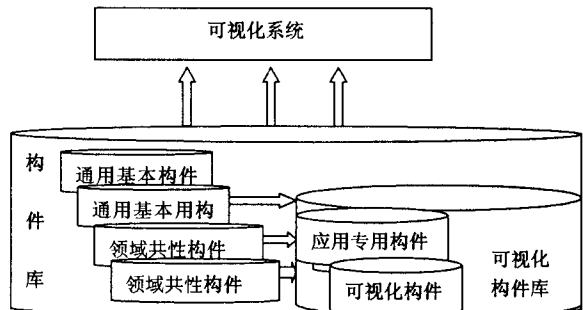 可视化系统
构件库
通用基本构件
通用基本用构
领域共性构件
领域共性构件
应用专用构件
可视化构件
可视化
构件库